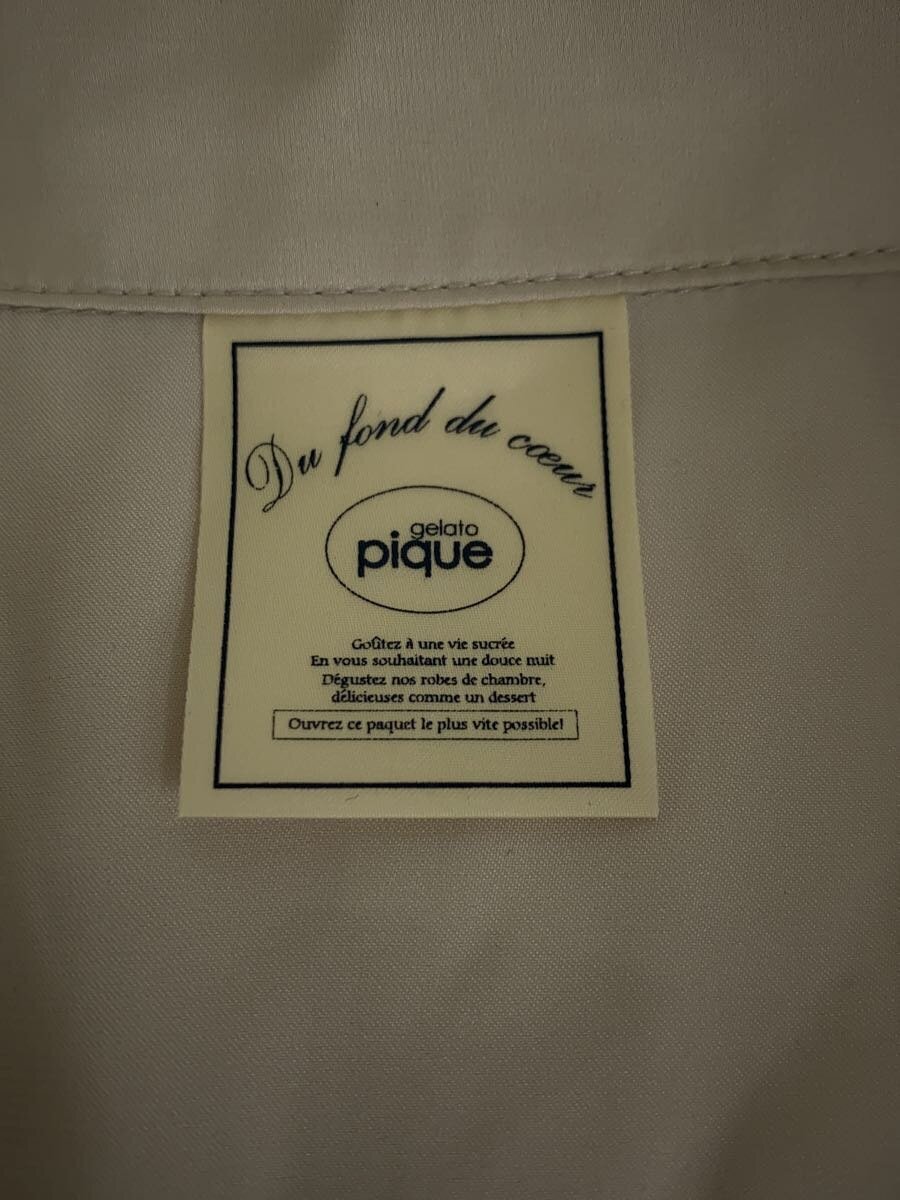 Du fond du cœur
gelato
pique
Goûtez à une vie sucrée
En vous souhaitant une douce nuit
Dégustez nos robes de chambre,
délicieuses comme un dessert
Ouvrez ce paquet le plus vite possible!